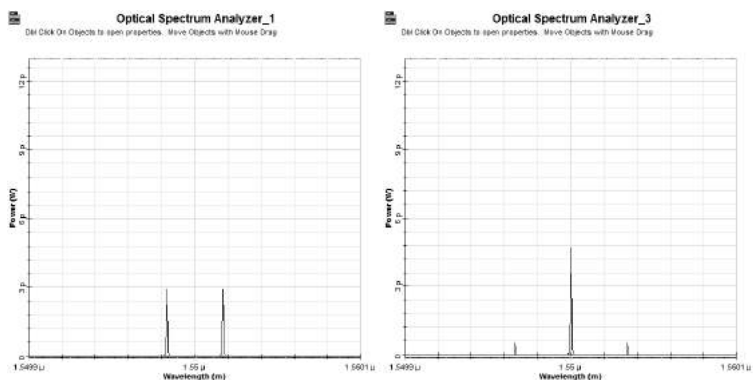 Optical Spectrum Analyzer_1
Dbl Click On Objects to open properties. Move Objects with Mouse Drag
12 p
9 p
6 p
3 p
0
Power (W)
1.5499 µ
1.55 µ
1.5501 µ
Wavelength (m)
Optical Spectrum Analyzer_3
Dbl Click On Objects to open properties. Move Objects with Mouse Drag
12 p
9 p
6 p
3 p
0
Power (W)
1.5499 µ
1.55 µ
1.5501 µ
Wavelength (m)